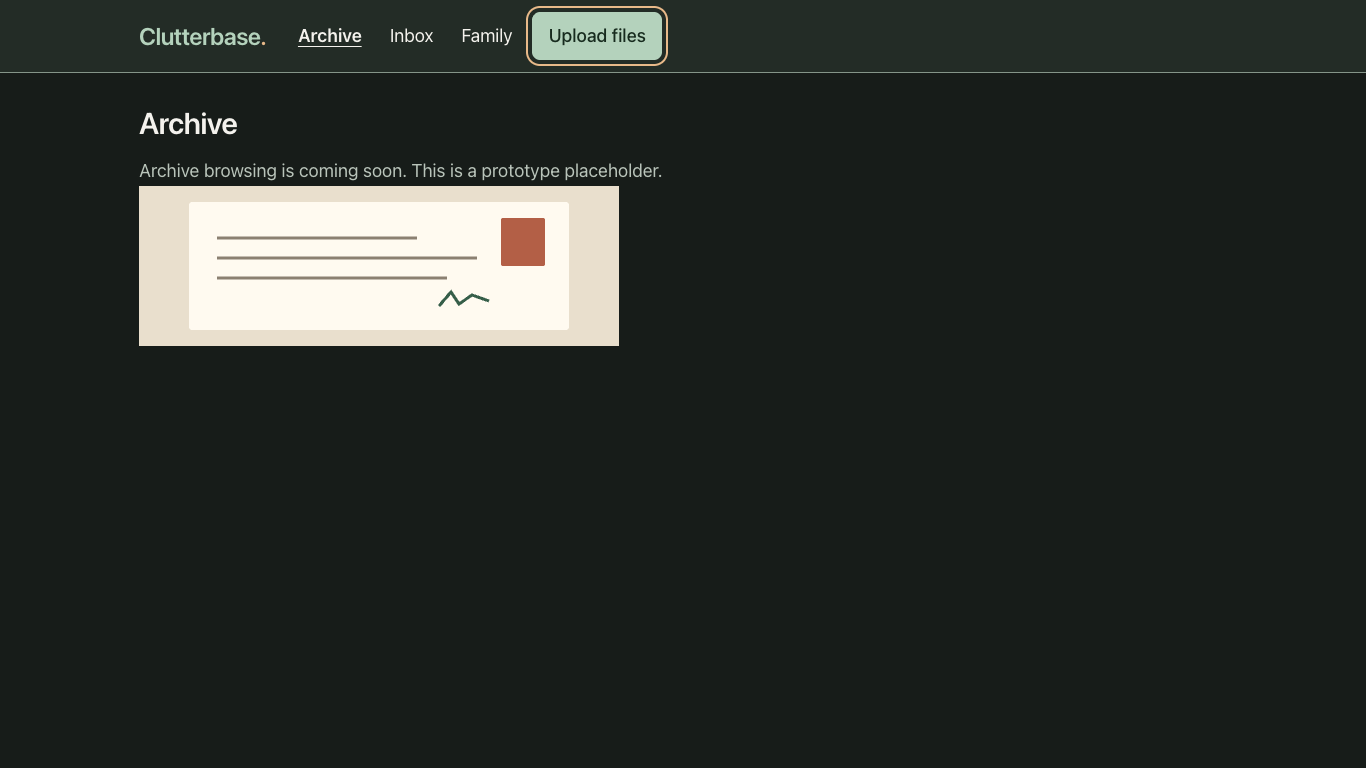 Clutterbase.
Archive
Inbox
Family
Upload files
Archive
Archive browsing is coming soon. This is a prototype placeholder.